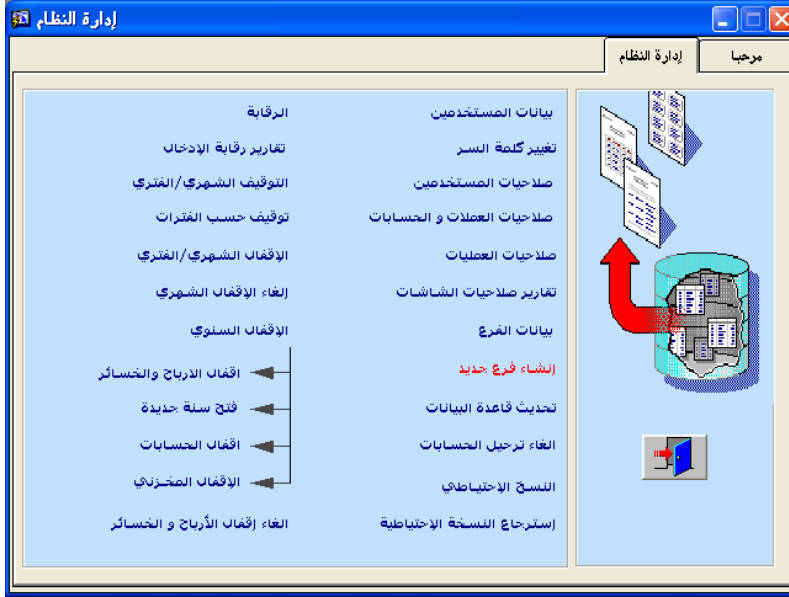 إدارة النظام
مرحبا
إدارة النظام
بيانات المستخدمين
تغيير كلمة السر
صلاحيات المستخدمين
صلاحيات العملات و الحسابات
صلاحيات العمليات
تقارير صلاحيات الشاشات
بيانات الفرع
إنشاء فرع جديد
تحديث قاعدة البيانات
الغاء ترحيل الحسابات
النسخ الإحتياطي
إسترجاع النسخة الإحتياطية
الرقابة
تقارير رقابة الإدخال
التوقيف الشهري/الفتري
توقيف حسب الفترات
الإقفال الشهري/الفتري
إلغاء الإقفال الشهري
الإقفال السنوي
اقفال الارباح والخسائر
فتح سنة جديدة
اقفال الحسابات
الإقفال المخزني
الغاء إقفال الأرباح و الخسائر